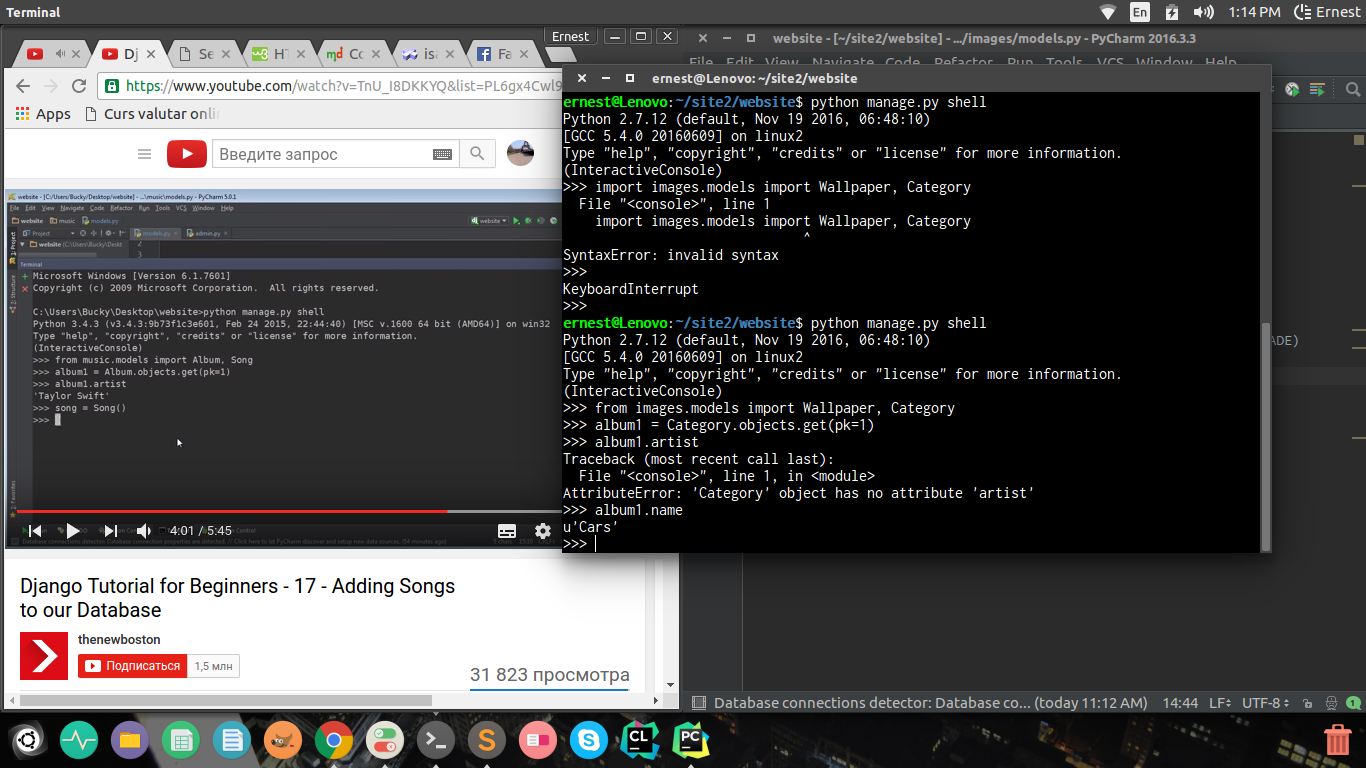 Terminal
En
1:14 PM
Ernest
Dj
Se
HT
Co
isa
Fa
Ernest
https://www.youtube.com/watch?v=TnU_I8DKKYQ&list=PL6gx4Cwl9
Apps
Curs valutar onli
Введите запрос
website - [C:/Users/Bucky/Desktop/website] - ...\music\models.py - PyCharm 5.0.1
File Edit View Navigate Code Refactor Run Tools VCS Window Help
website
music
models.py
website
Project
models.py
admin.py
website (C:\Users\Bucky\Deskt
2
3
Terminal
Microsoft Windows [Version 6.1.7601]
Copyright (c) 2009 Microsoft Corporation. All rights reserved.
C:\Users\Bucky\Desktop\website>python manage.py shell
Python 3.4.3 (v3.4.3:9b73f1c3e601, Feb 24 2015, 22:44:40) [MSC v.1600 64 bit (AMD64)] on win32
Type "help", "copyright", "credits" or "license" for more information.
(InteractiveConsole)
>>> from music.models import Album, Song
>>> album1 = Album.objects.get(pk=1)
>>> album1.artist
'Taylor Swift'
>>> song = Song()
>>>
4:01 / 5:45
Django Tutorial for Beginners - 17 - Adding Songs
to our Database
thenewboston
Подписаться
1,5 млн
31 823 просмотра
website - [~/site2/website] - .../images/models.py - PyCharm 2016.3.3
File Edit View Navigate Code Refactor Run Tools VCS Window Help
ernest@Lenovo: ~/site2/website
ernest@Lenovo:~/site2/website$ python manage.py shell
Python 2.7.12 (default, Nov 19 2016, 06:48:10)
[GCC 5.4.0 20160609] on linux2
Type "help", "copyright", "credits" or "license" for more information.
(InteractiveConsole)
>>> import images.models import Wallpaper, Category
File "<console>", line 1
import images.models import Wallpaper, Category
^
SyntaxError: invalid syntax
>>>
KeyboardInterrupt
>>>
ernest@Lenovo:~/site2/website$ python manage.py shell
Python 2.7.12 (default, Nov 19 2016, 06:48:10)
[GCC 5.4.0 20160609] on linux2
Type "help", "copyright", "credits" or "license" for more information.
(InteractiveConsole)
>>> from images.models import Wallpaper, Category
>>> album1 = Category.objects.get(pk=1)
>>> album1.artist
Traceback (most recent call last):
File "<console>", line 1, in <module>
AttributeError: 'Category' object has no attribute 'artist'
>>> album1.name
u'Cars'
>>>
ADE)
Database connections detector: Database co... (today 11:12 AM)
14:44
LF
UTF-8
1
CL
PC